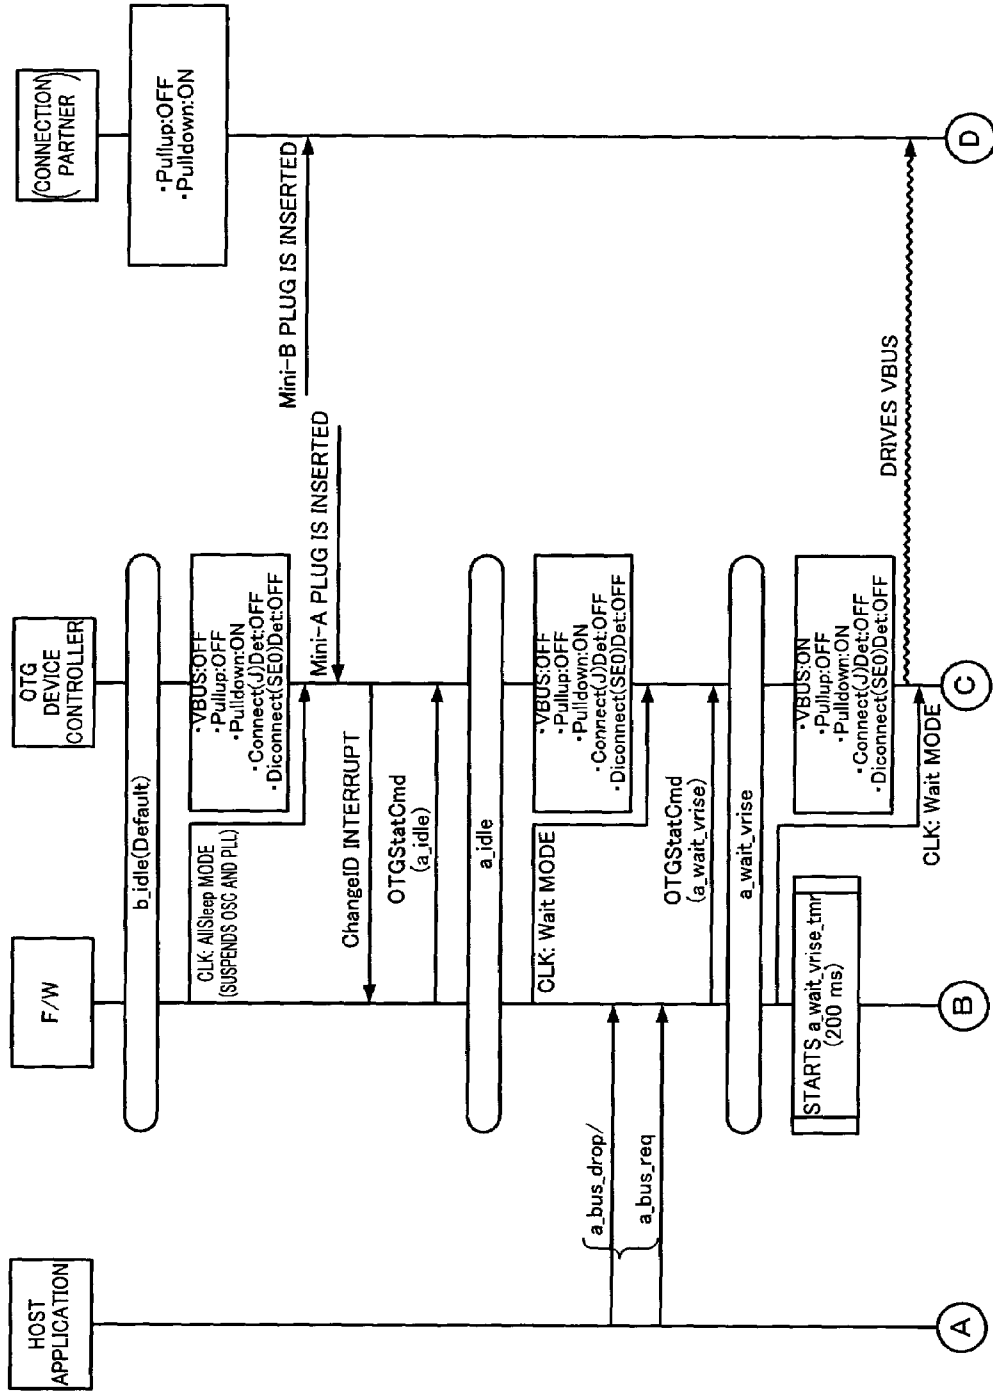 HOST
APPLICATION
F/W
OTG
DEVICE
CONTROLLER
(CONNECTION
PARTNER)
b_idle(Default)
・Pullup:OFF
・Pulldown:ON
CLK: AllSleep MODE
(SUSPENDS OSC AND PLL)
・VBUS:OFF
・Pullup:OFF
・Pulldown:ON
・Connect(J)Det:OFF
・Diconnect(SE0)Det:OFF
Mini-B PLUG IS INSERTED
Mini-A PLUG IS INSERTED
ChangeID INTERRUPT
OTGStatCmd
(a_idle)
a_idle
CLK: Wait MODE
・VBUS:OFF
・Pullup:OFF
・Pulldown:ON
・Connect(J)Det:OFF
・Diconnect(SE0)Det:OFF
a_bus_drop/
a_bus_req
OTGStatCmd
(a_wait_vrise)
a_wait_vrise
STARTS a_wait_vrise_tmr
(200 ms)
・VBUS:ON
・Pullup:OFF
・Pulldown:ON
・Connect(J)Det:OFF
・Diconnect(SE0)Det:OFF
DRIVES VBUS
CLK: Wait MODE
A
B
C
D